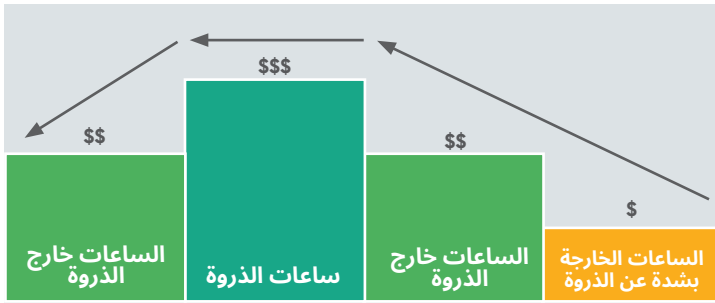 $
الساعات الخارجة
بشدة عن الذروة
$$
الساعات خارج
الذروة
$$$
ساعات الذروة
$$
الساعات خارج
الذروة